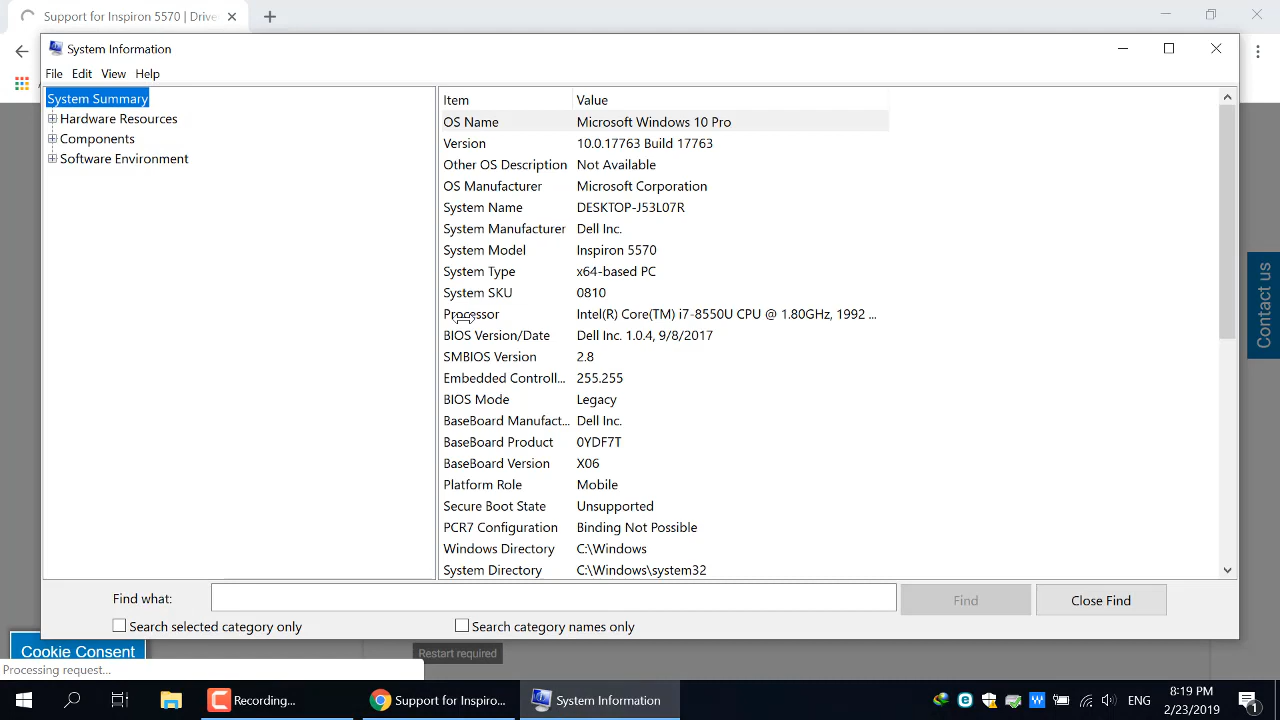 Support for Inspiron 5570 | Drive
System Information
File Edit View Help
System Summary
Hardware Resources
Components
Software Environment
Item Value
OS Name Microsoft Windows 10 Pro
Version 10.0.17763 Build 17763
Other OS Description Not Available
OS Manufacturer Microsoft Corporation
System Name DESKTOP-J53L07R
System Manufacturer Dell Inc.
System Model Inspiron 5570
System Type x64-based PC
System SKU 0810
Processor Intel(R) Core(TM) i7-8550U CPU @ 1.80GHz, 1992 ...
BIOS Version/Date Dell Inc. 1.0.4, 9/8/2017
SMBIOS Version 2.8
Embedded Controll... 255.255
BIOS Mode Legacy
BaseBoard Manufact... Dell Inc.
BaseBoard Product 0YDF7T
BaseBoard Version X06
Platform Role Mobile
Secure Boot State Unsupported
PCR7 Configuration Binding Not Possible
Windows Directory C:\Windows
System Directory C:\Windows\system32
Contact us
Find what: Find Close Find
Search selected category only Search category names only
Cookie Consent
Restart required
Processing request...
Recording... Support for Inspiro... System Information ENG 8:19 PM
2/23/2019 1